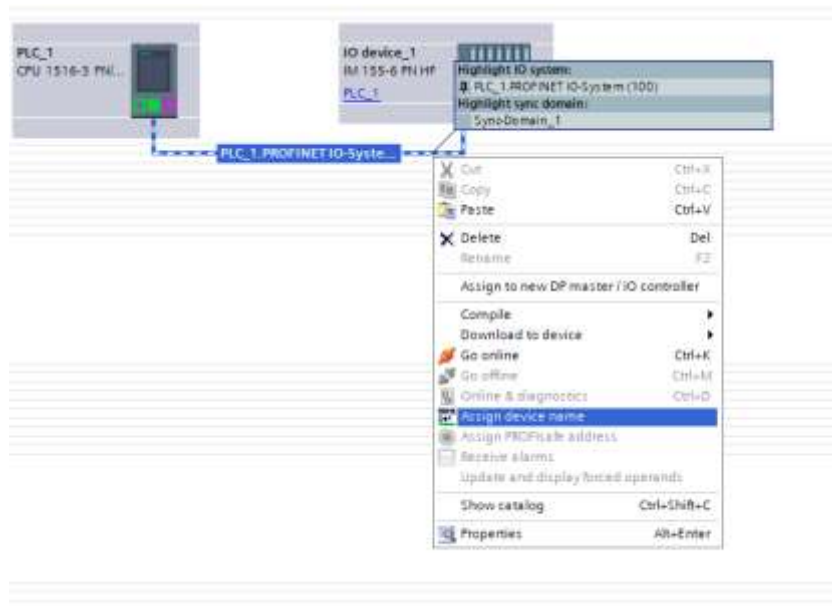 PLC_1
CPU 1516-3 PN/...
IO device_1
IM 155-6 PN HF
PLC_1
Highlight IO system:
PLC_1.PROFINET IO-System (100)
Highlight sync domain:
Sync-Domain_1
PLC_1.PROFINET IO-Syste...
Cut Ctrl+X
Copy Ctrl+C
Paste Ctrl+V
Delete Del
Rename F2
Assign to new DP master / IO controller
Compile
Download to device
Go online Ctrl+K
Go offline Ctrl+M
Online & diagnostics Ctrl+D
Assign device name
Assign PROFIsafe address
Receive alarms
Update and display forced operands
Show catalog Ctrl+Shift+C
Properties Alt+Enter